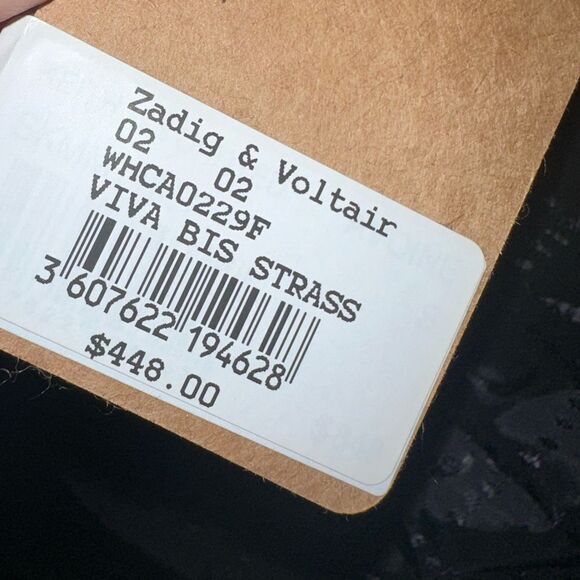 Zadig & Voltair
02 02
WHCA0229F
VIVA BIS STRASS
3 607622 194628
$448.00